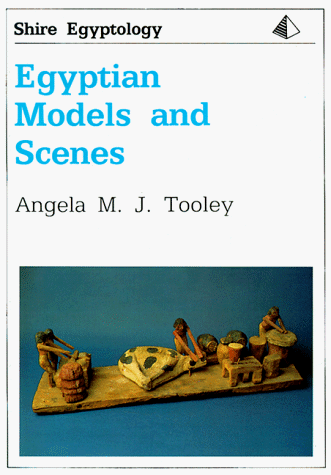 Shire Egyptology
Egyptian
Models and
Scenes
Angela M. J. Tooley